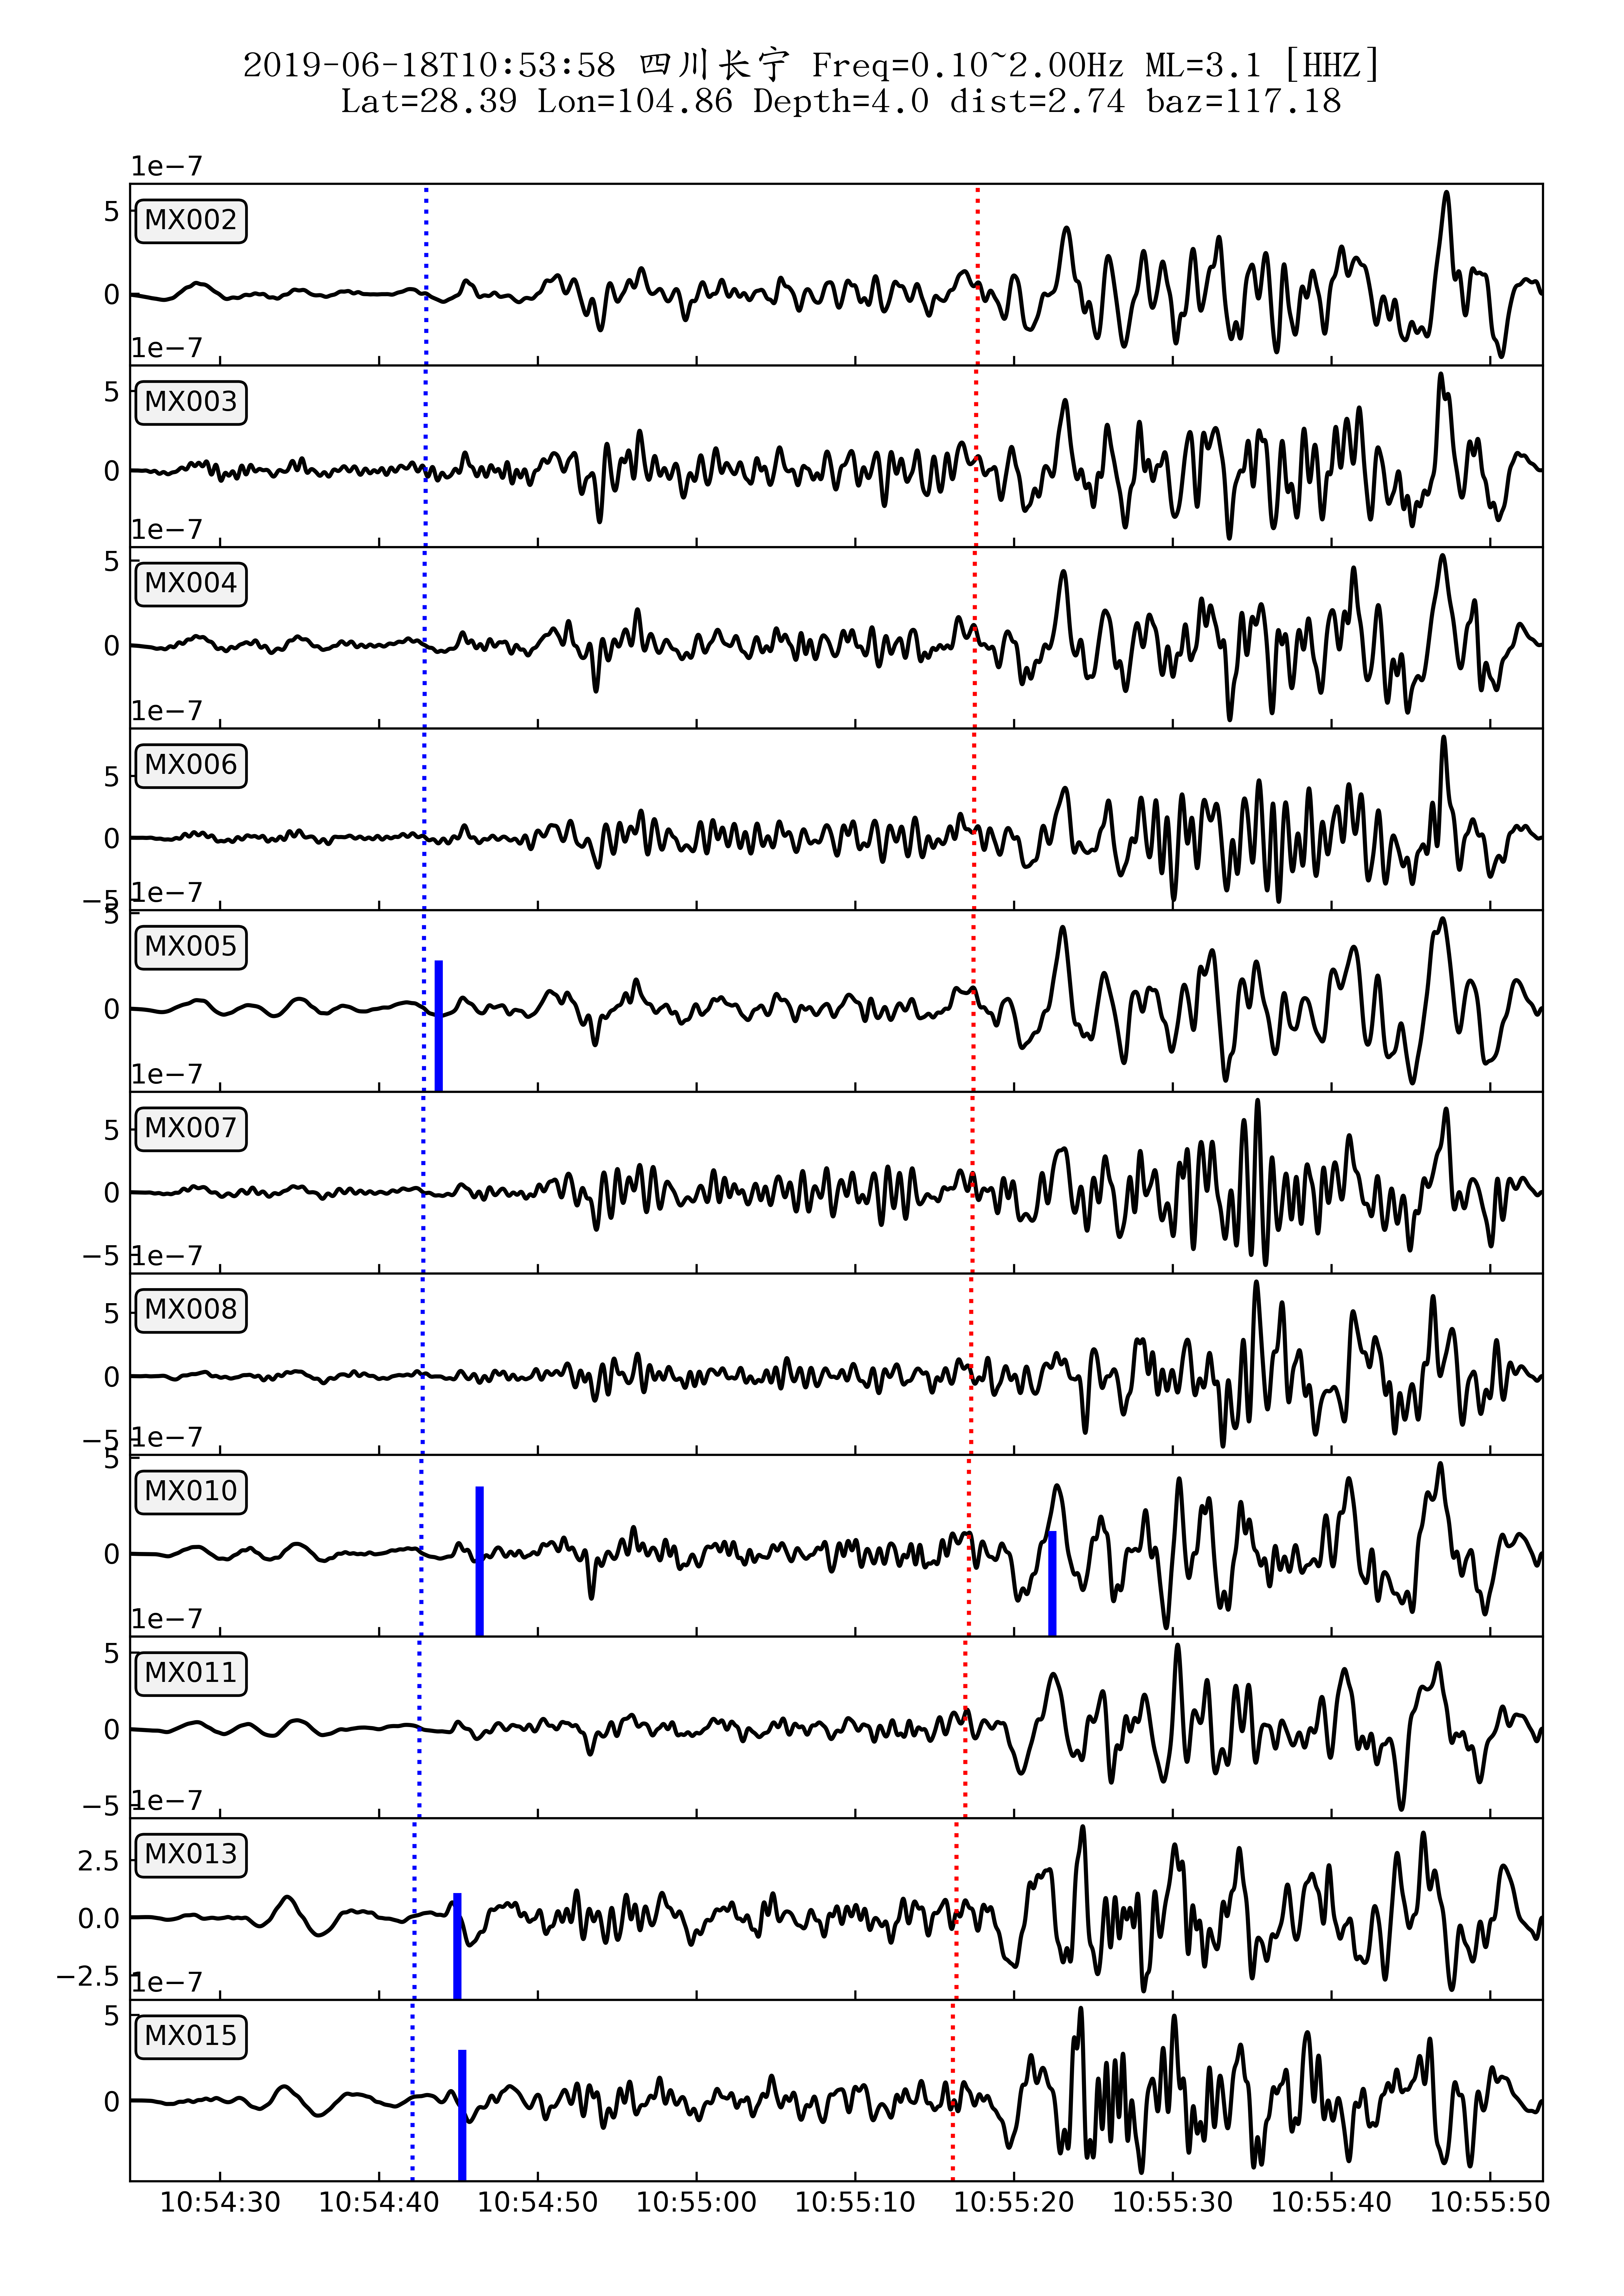 2019-06-18T10:53:58 四川长宁 Freq=0.10~2.00Hz ML=3.1 [HHZ]
Lat=28.39 Lon=104.86 Depth=4.0 dist=2.74 baz=117.18
1e−7
5
MX002
0
1e−7
5
MX003
0
1e−7
5
MX004
0
1e−7
MX006
5
0
−5
1e−7
5
MX005
0
1e−7
MX007
5
0
−5
1e−7
MX008
5
0
−5
1e−7
5
MX010
0
1e−7
5
MX011
0
−5
1e−7
MX013
2.5
0.0
−2.5
1e−7
5
MX015
0
10:54:30 10:54:40 10:54:50 10:55:00 10:55:10 10:55:20 10:55:30 10:55:40 10:55:50